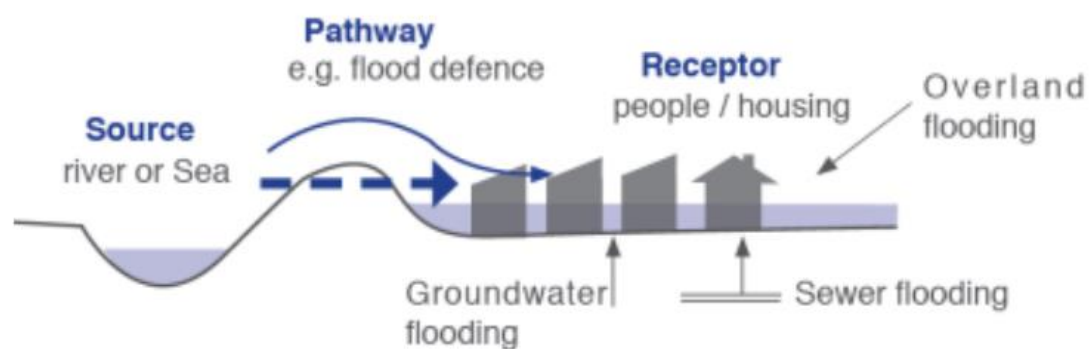 Pathway
e.g. flood defence
Receptor
people / housing
Overland
flooding
Source
river or Sea
Groundwater
flooding
Sewer flooding